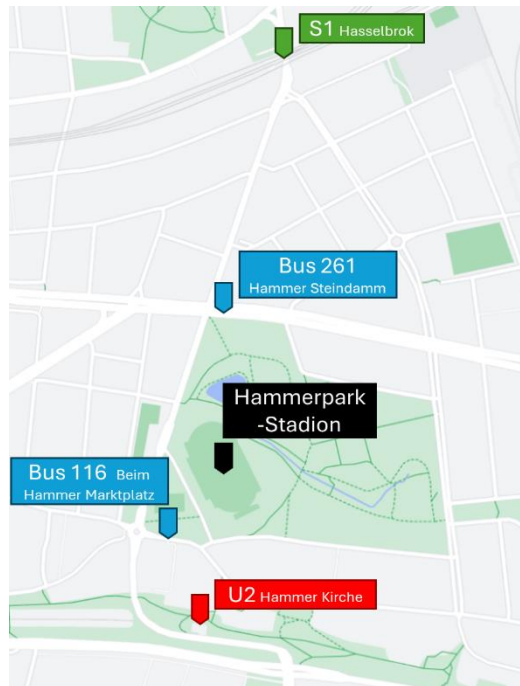 S1 Hasselbrok
Bus 261
Hammer Steindamm
Hammerpark
-Stadion
Bus 116 Beim
Hammer Marktplatz
U2 Hammer Kirche